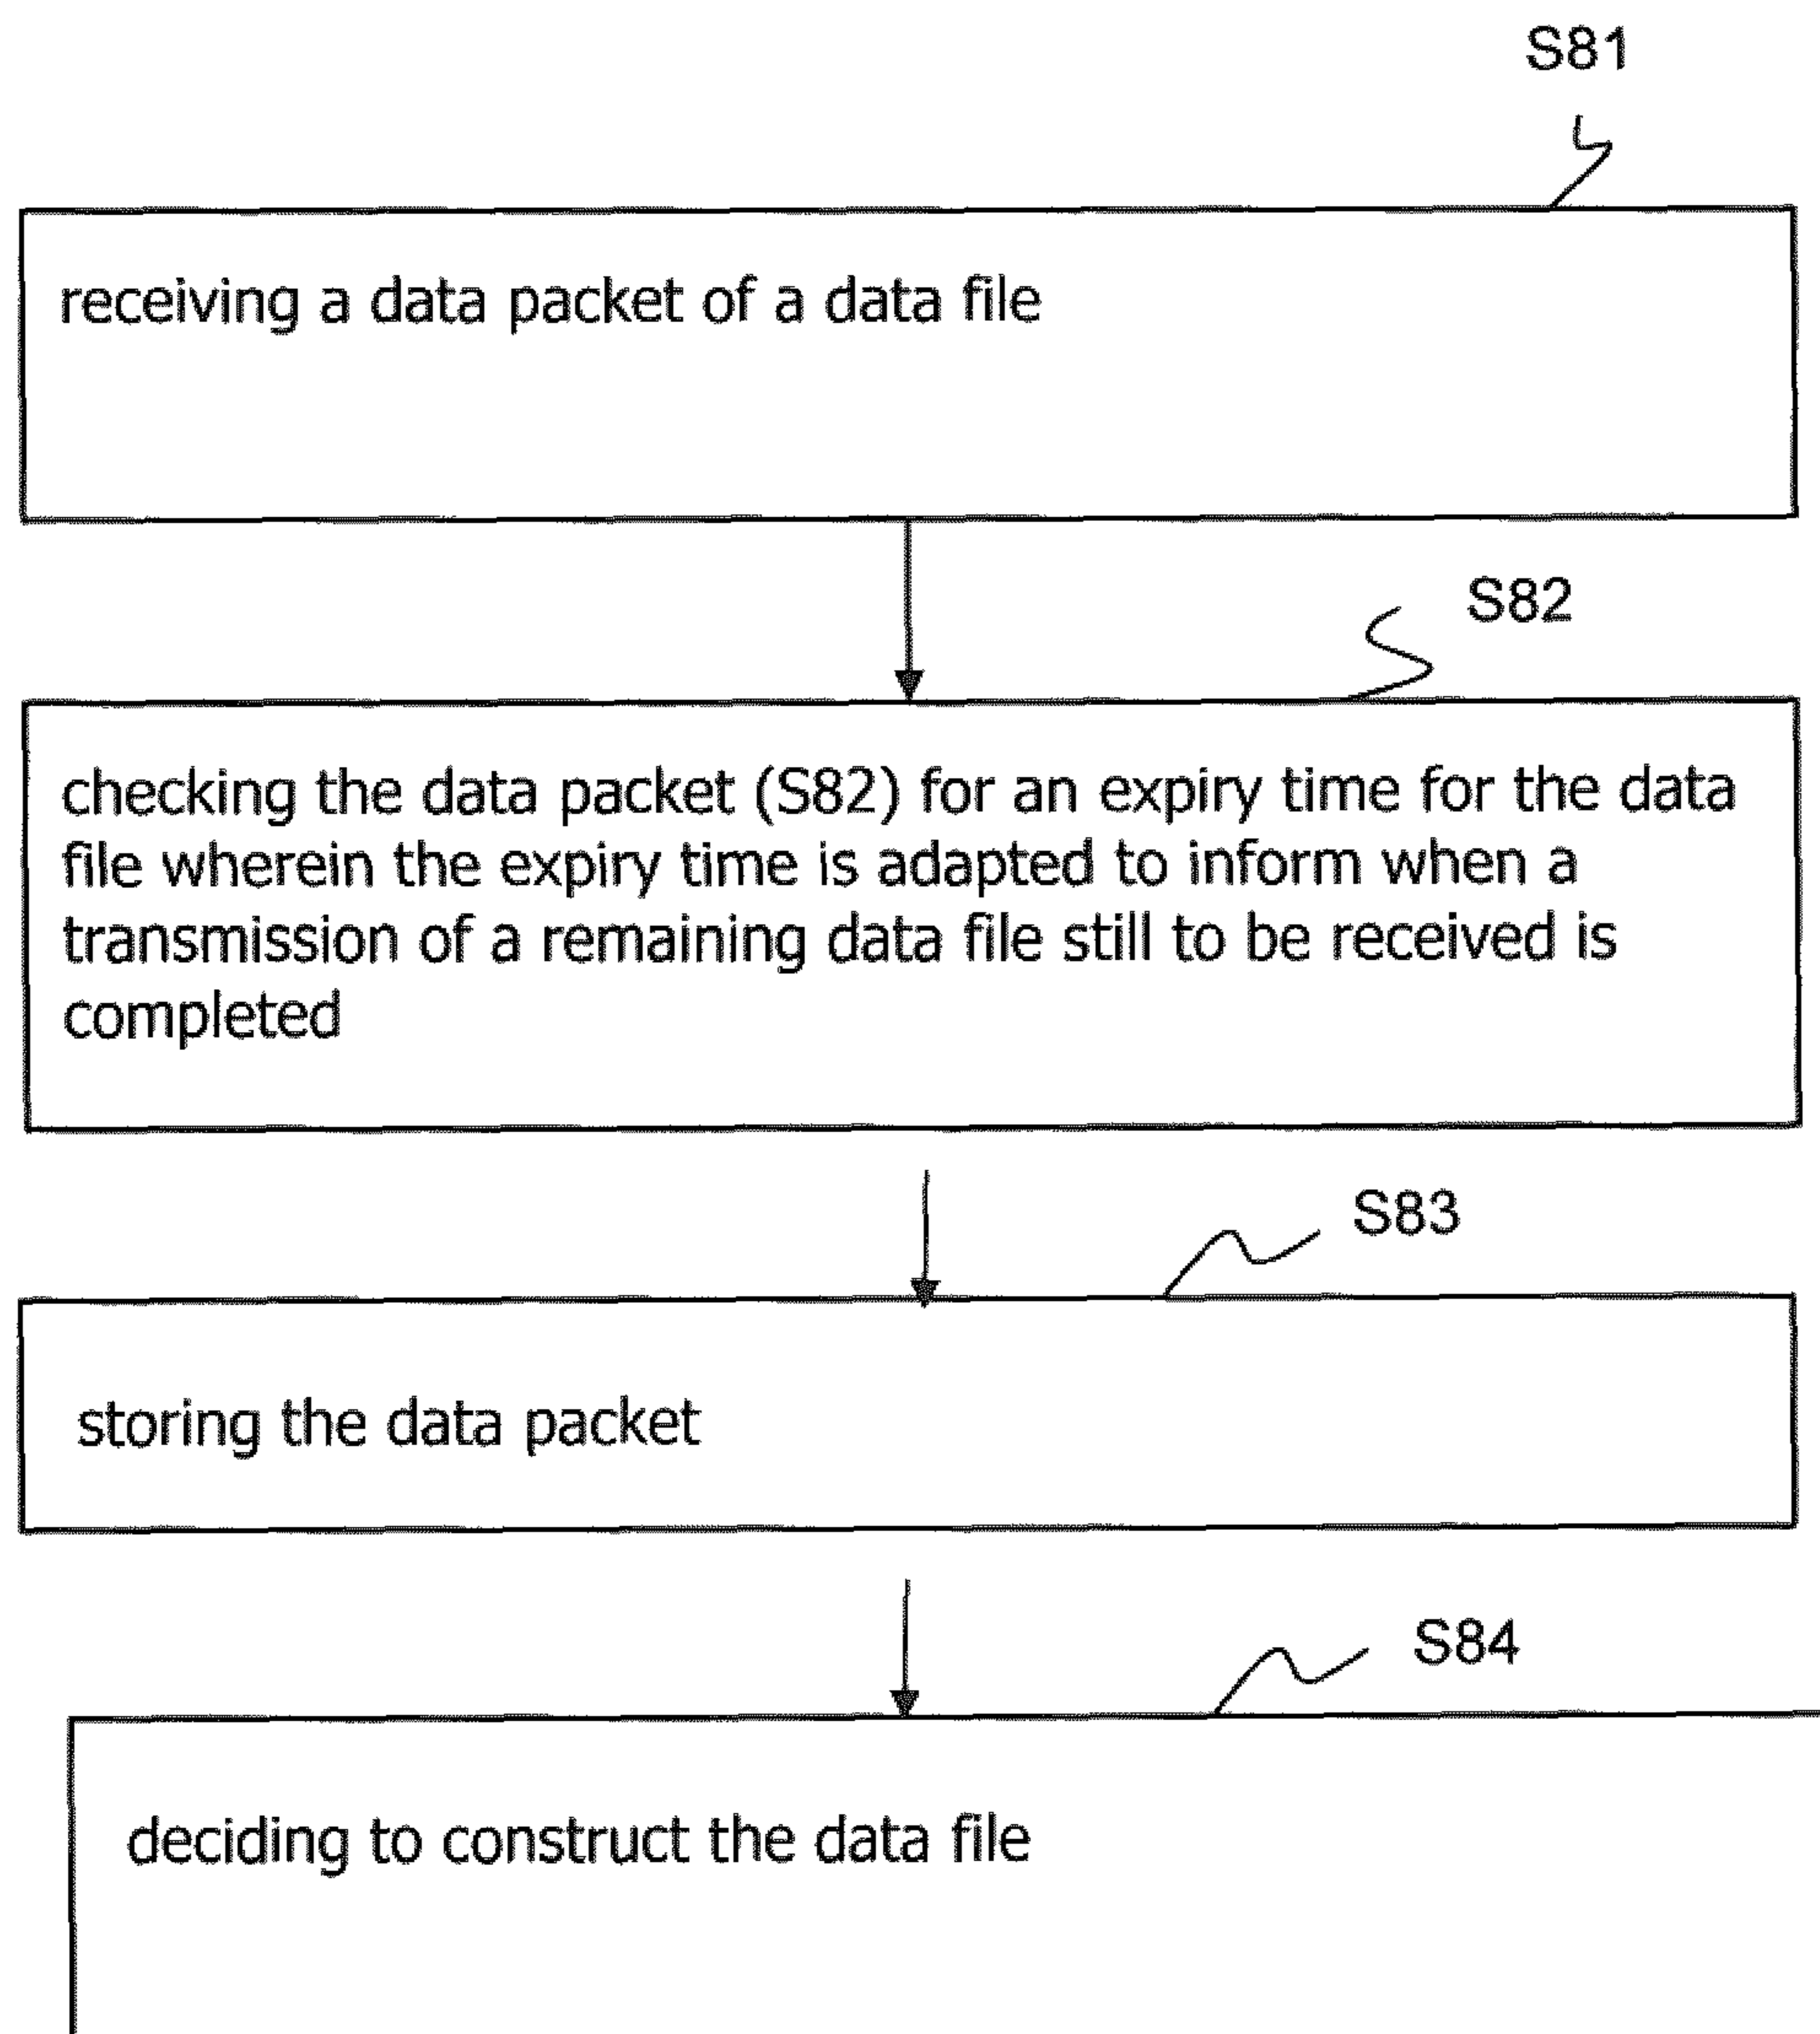 S81
receiving a data packet of a data file
S82
checking the data packet (S82) for an expiry time for the data
file wherein the expiry time is adapted to inform when a
transmission of a remaining data file still to be received is
completed
S83
storing the data packet
S84
deciding to construct the data file